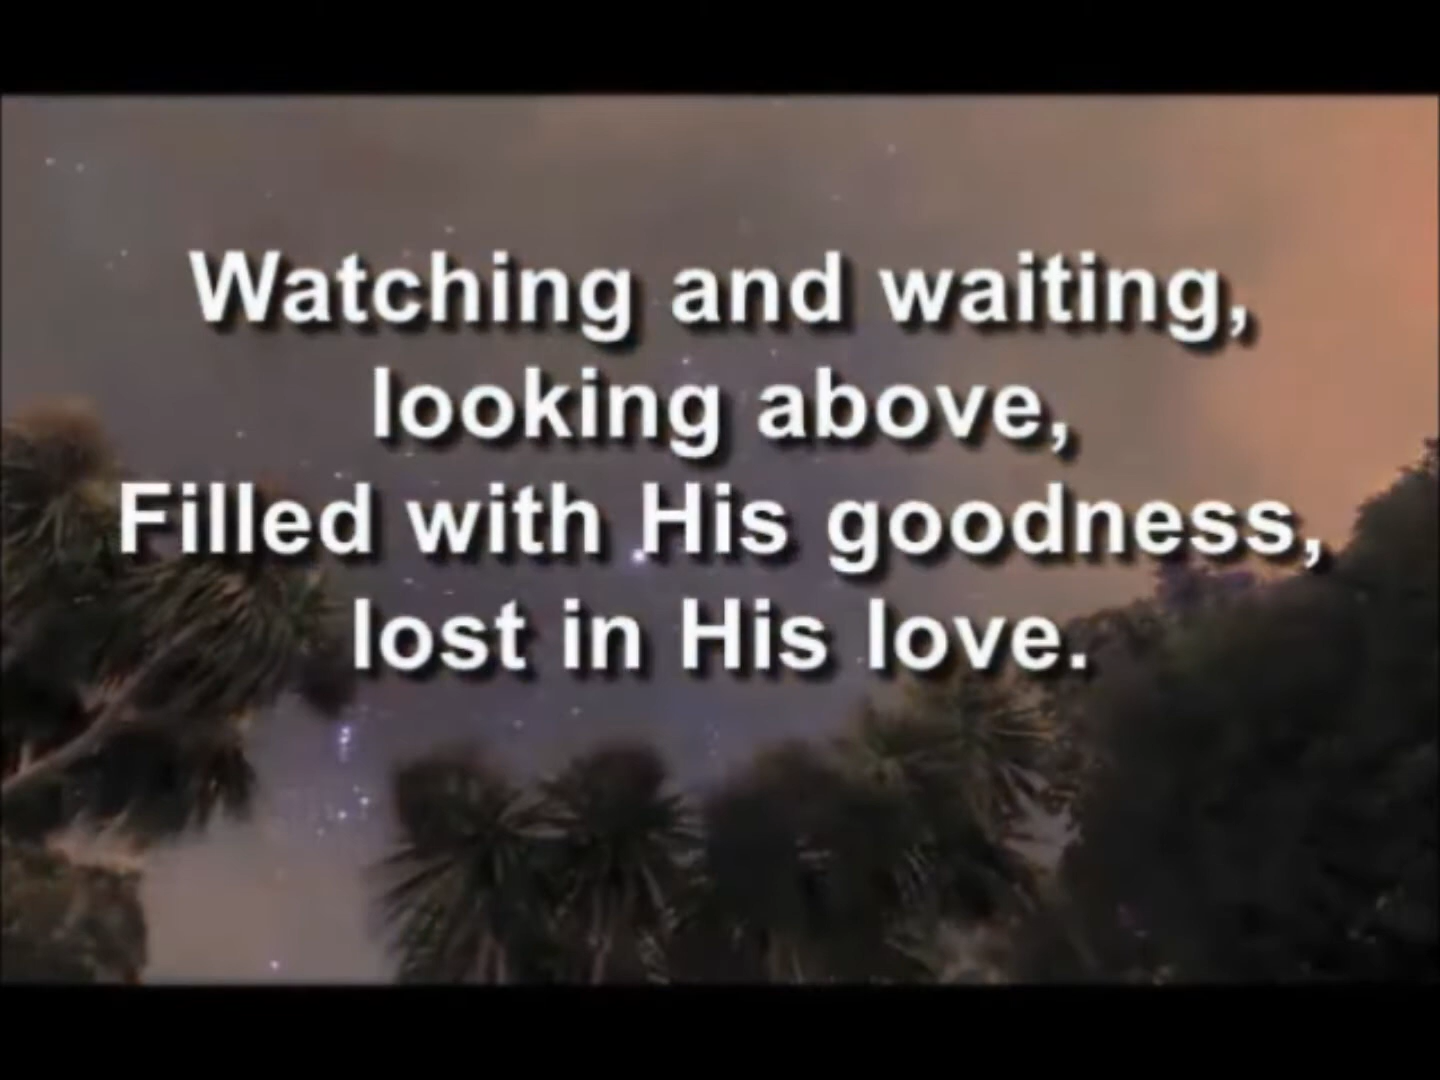 Watching and waiting,
looking above,
Filled with His goodness,
lost in His love.